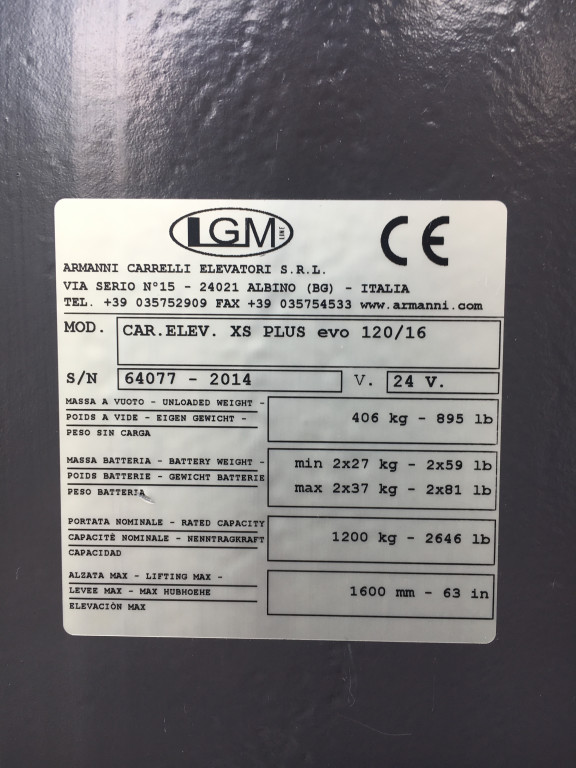 LGM LINE CE
ARMANNI CARRELLI ELEVATORI S.R.L.
VIA SERIO N°15 - 24021 ALBINO (BG) - ITALIA
TEL. +39 035752909 FAX +39 035754533 www.armanni.com
MOD. CAR.ELEV. XS PLUS evo 120/16
S/N 64077 - 2014 V. 24 V.
MASSA A VUOTO - UNLOADED WEIGHT -
POIDS A VIDE - EIGEN GEWICHT - 406 kg - 895 lb
PESO SIN CARGA
MASSA BATTERIA - BATTERY WEIGHT - min 2x27 kg - 2x59 lb
POIDS BATTERIE - GEWICHT BATTERIE max 2x37 kg - 2x81 lb
PESO BATTERIA
PORTATA NOMINALE - RATED CAPACITY
CAPACITÈ NOMINALE - NENNTRAGKRAFT 1200 kg - 2646 lb
CAPACIDAD
ALZATA MAX - LIFTING MAX -
LEVEE MAX - MAX HUBHOEHE 1600 mm - 63 in
ELEVACIÓN MAX